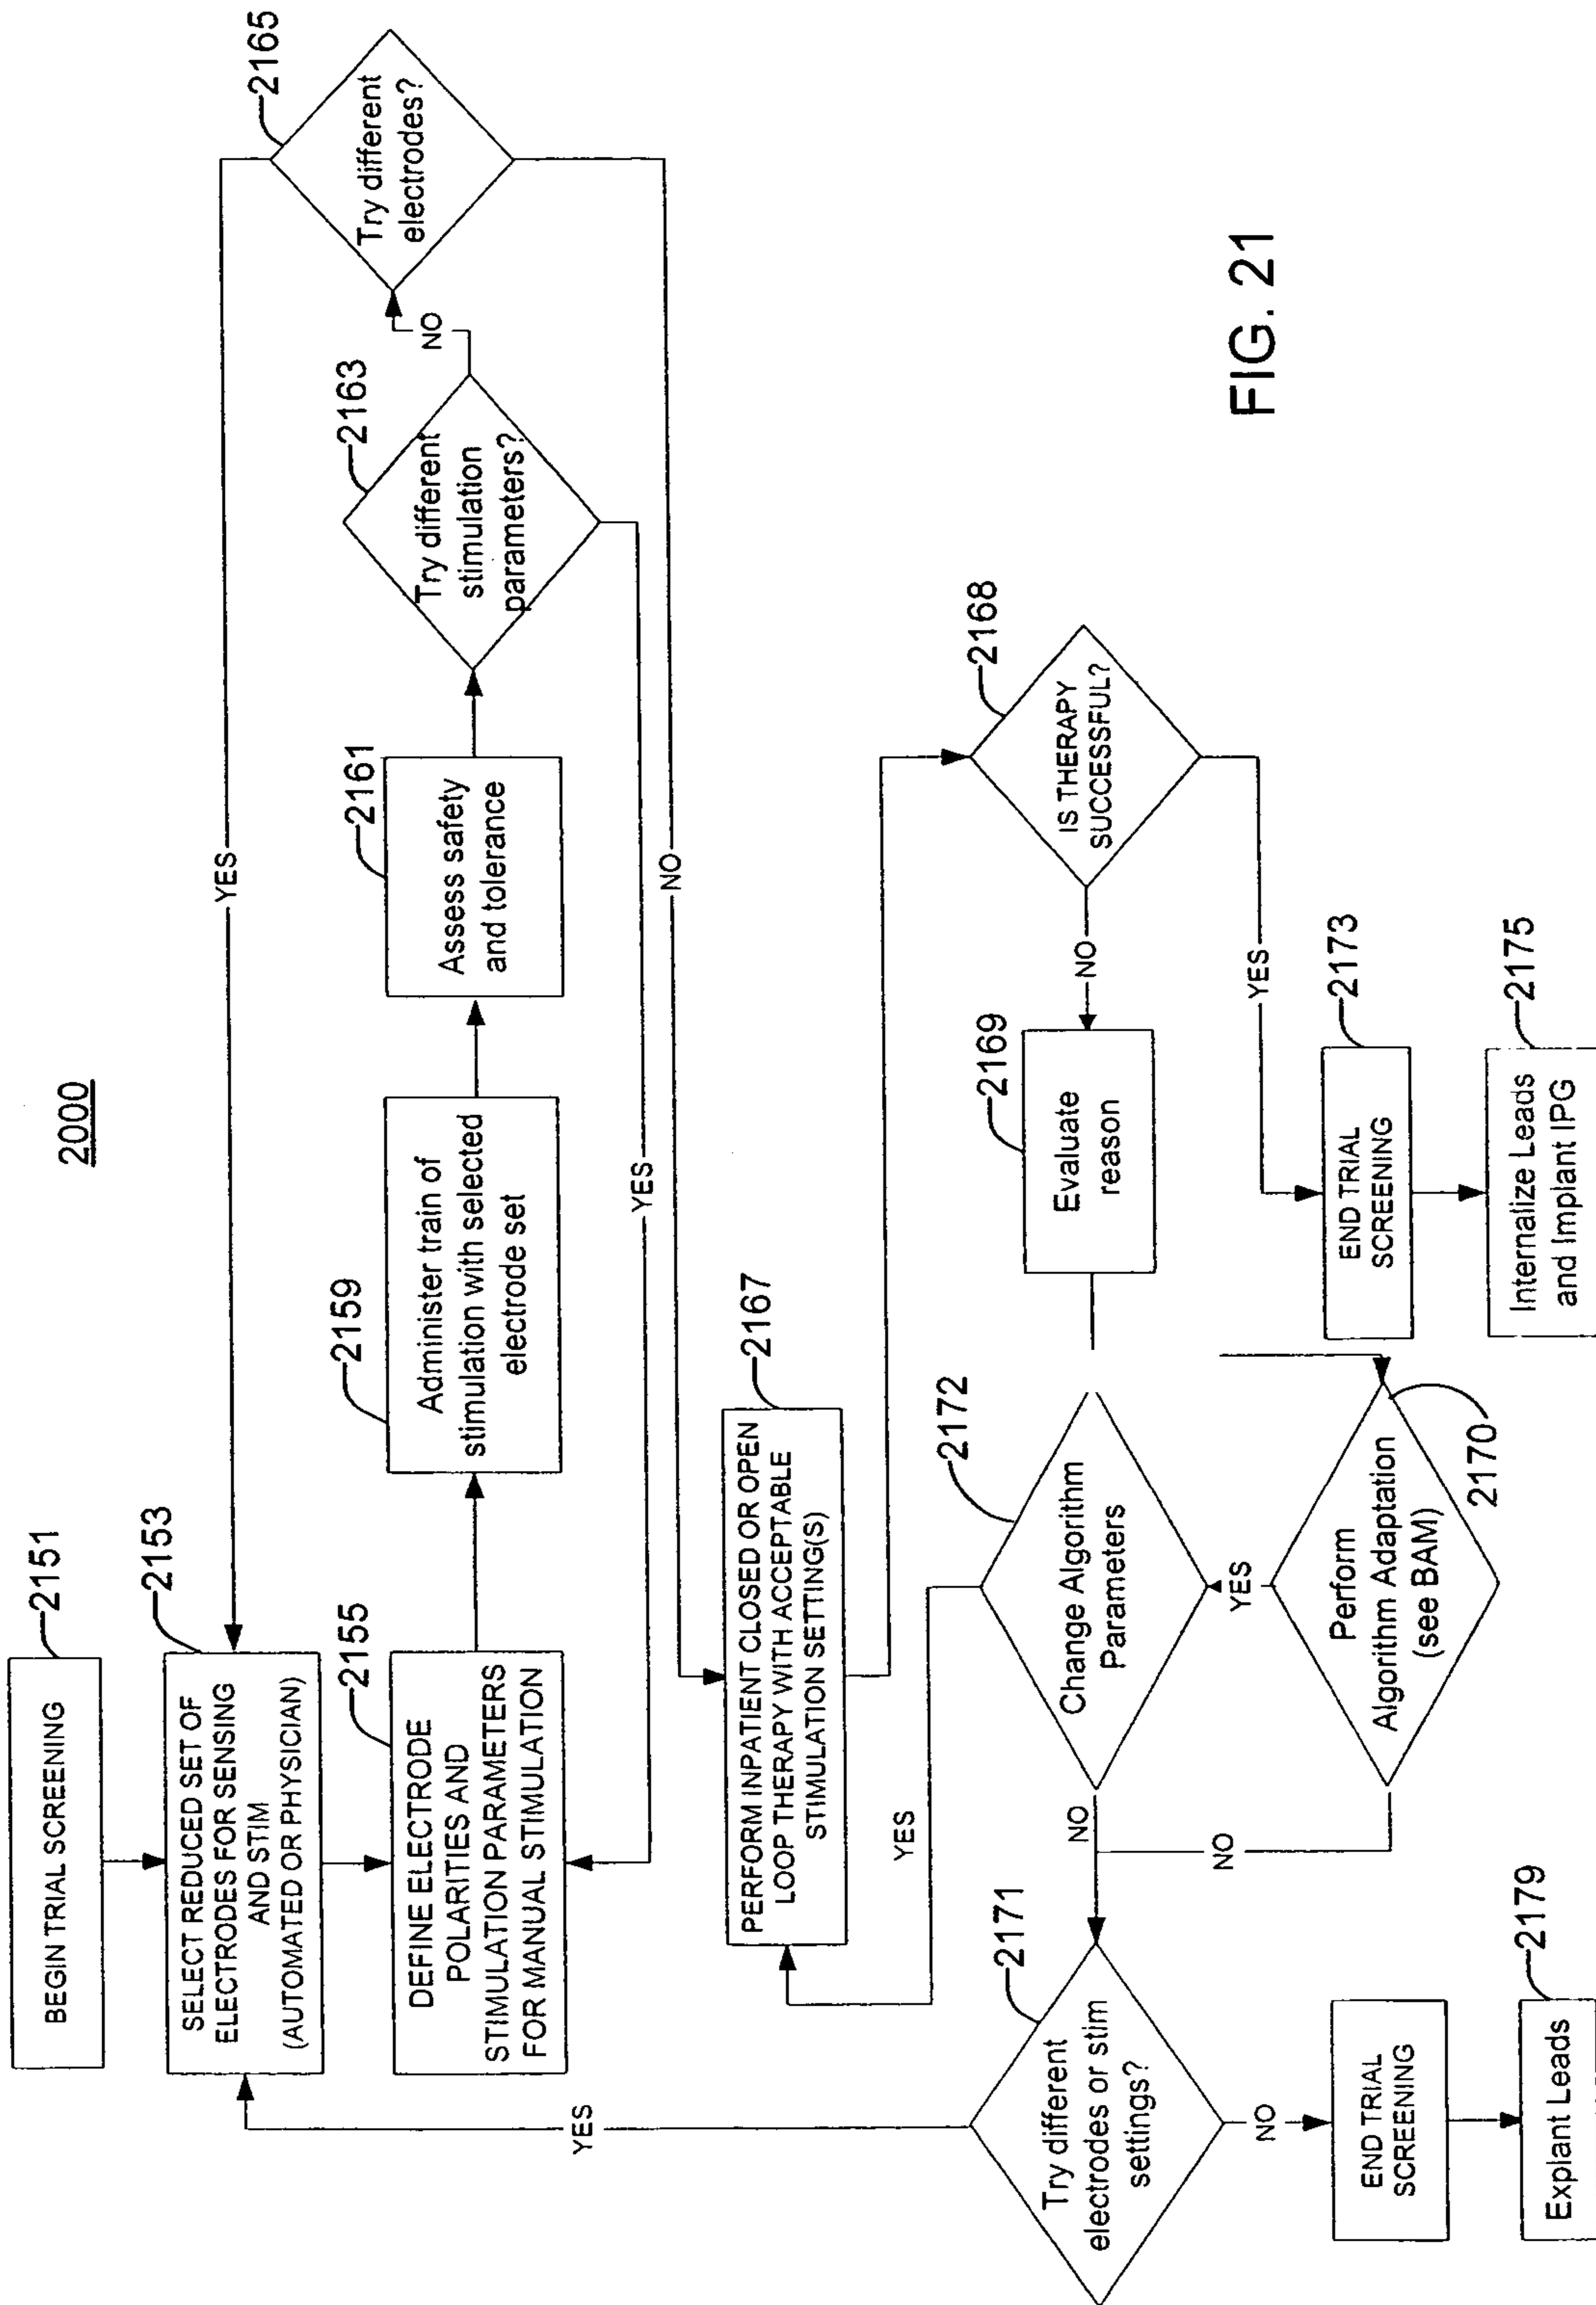 2000
BEGIN TRIAL SCREENING
2151
SELECT REDUCED SET OF
ELECTRODES FOR SENSING
AND STIM
(AUTOMATED OR PHYSICIAN)
2153
YES
DEFINE ELECTRODE
POLARITIES AND
STIMULATION PARAMETERS
FOR MANUAL STIMULATION
2155
Administer train of
stimulation with selected
electrode set
2159
Assess safety
and tolerance
2161
Try different
stimulation
parameters?
2163
NO
Try different
electrodes?
2165
YES
NO
PERFORM INPATIENT CLOSED OR OPEN
LOOP THERAPY WITH ACCEPTABLE
STIMULATION SETTING(S)
2167
IS THERAPY
SUCCESSFUL?
2168
NO
Evaluate
reason
2169
YES
END TRIAL
SCREENING
2173
Internalize Leads
and Implant IPG
2175
Change Algorithm
Parameters
2172
YES
NO
YES
Perform
Algorithm Adaptation
(see BAM)
2170
NO
Try different
electrodes or stim
settings?
2171
YES
NO
END TRIAL
SCREENING
Explant Leads
2179
FIG. 21